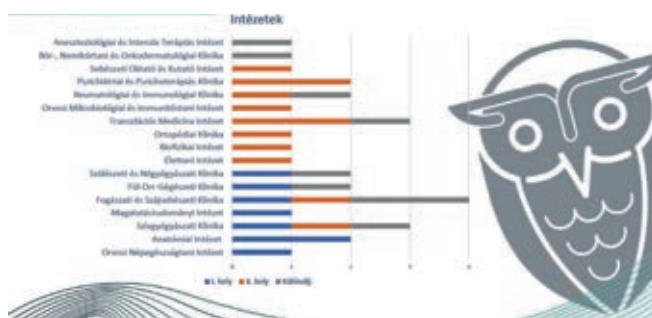 Intézetek
Aneszteziológiai és Intenzív Terápiás Intézet
Bőr-, Nemikórtani és Onkodermatológiai Klinika
Sebészeti Oktató és Kutató Intézet
Pszichiátriai és Pszichoterápiás Klinika
Reumatológiai és Immunológiai Klinika
Orvosi Mikrobiológiai és Immunitástani Intézet
Transzlációs Medicina Intézet
Ortopédiai Klinika
Biofizikai Intézet
Élettani Intézet
Szülészeti és Nőgyógyászati Klinika
Fül-Orr-Gégészeti Klinika
Fogászati és Szájsebészeti Klinika
Magatartástudományi Intézet
Idegyógyászati Klinika
Anatómiai Intézet
Orvosi Népegészségtani Intézet
I. hely II. hely Különdíj